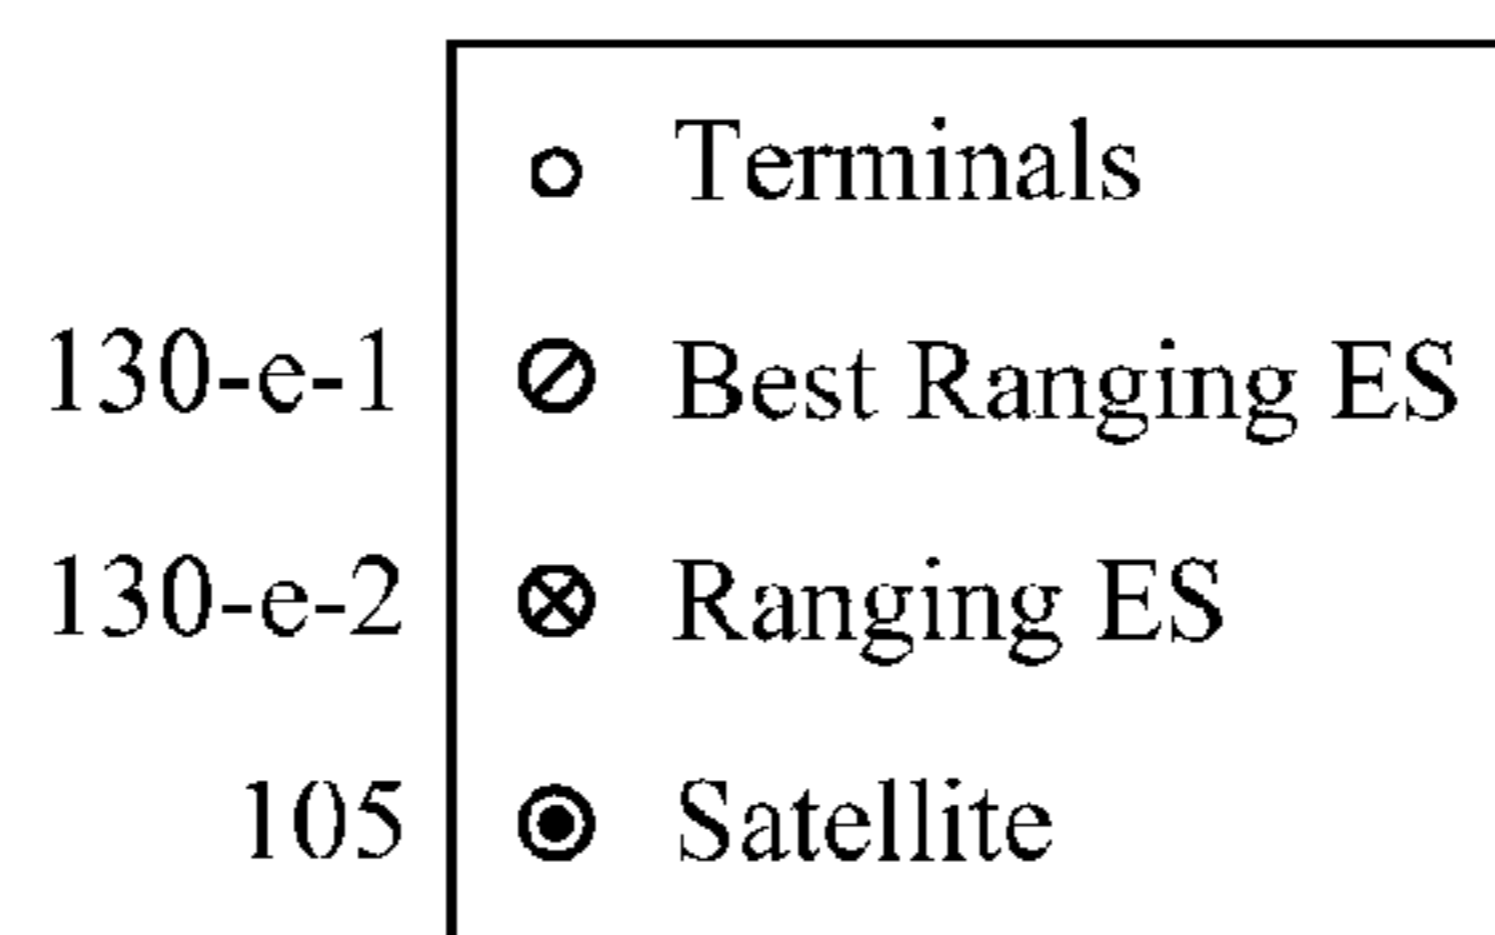 Terminals
130-e-1 Best Ranging ES
130-e-2 Ranging ES
105 Satellite